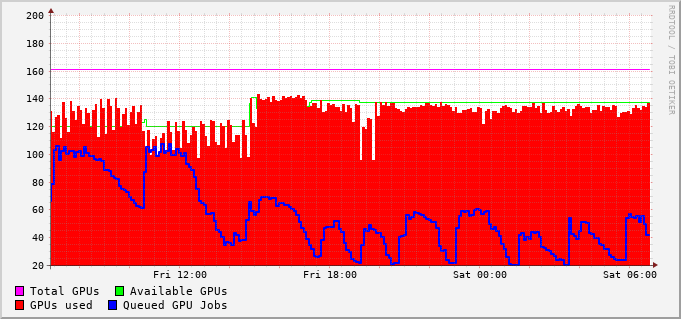 200
180
160
140
120
100
80
60
40
20
Fri 12:00 Fri 18:00 Sat 00:00 Sat 06:00
Total GPUs Available GPUs
GPUs used Queued GPU Jobs
RRDTOOL / TOBI OETIKER